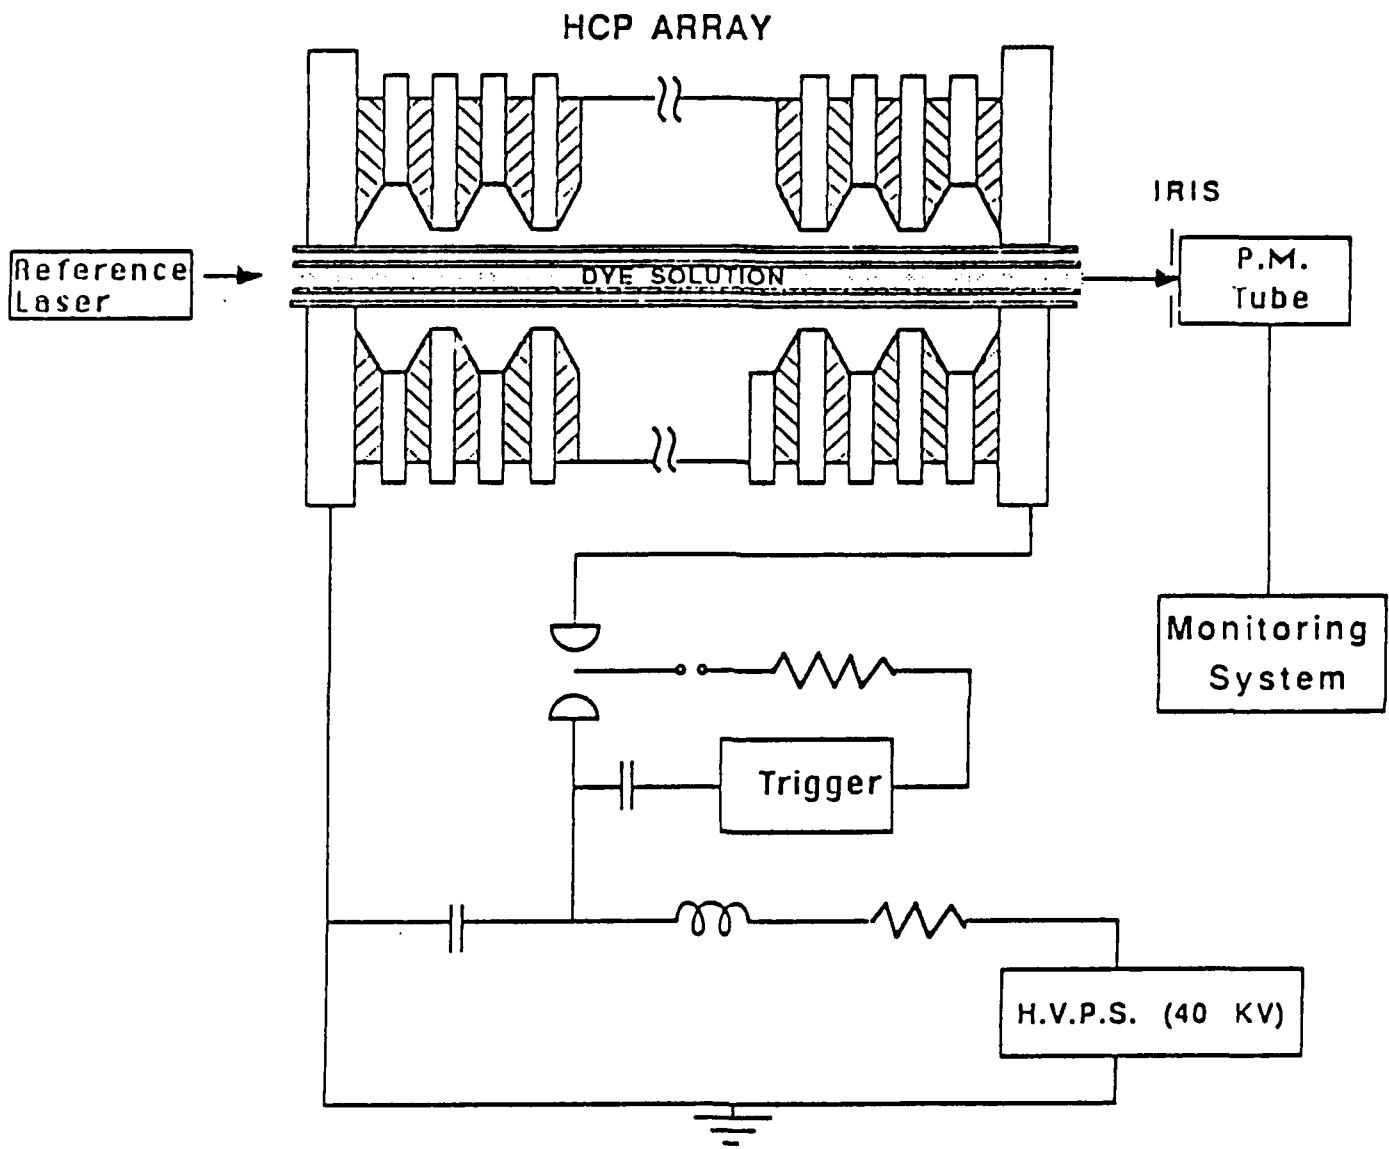 HCP ARRAY
IRIS
Reference
Laser
DYE SOLUTION
P.M.
Tube
Monitoring
System
Trigger
H.V.P.S. (40 KV)